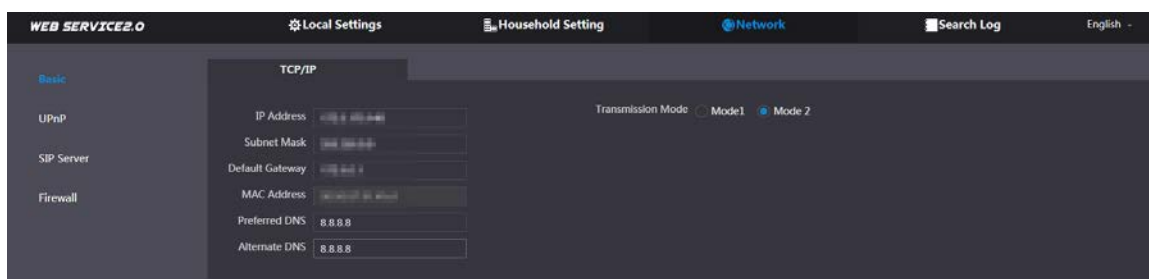 WEB SERVICE2.0 Local Settings Household Setting Network Search Log English
Basic
UPnP
SIP Server
Firewall
TCP/IP
IP Address
Subnet Mask
Default Gateway
MAC Address
Preferred DNS 8.8.8.8
Alternate DNS 8.8.8.8
Transmission Mode Mode1 Mode 2